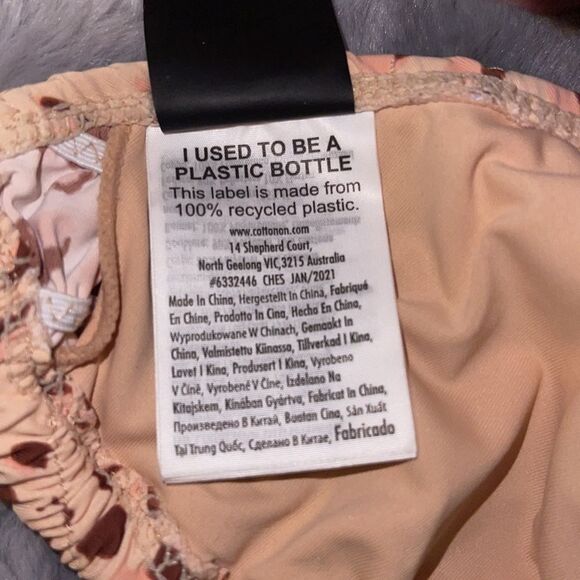 I USED TO BE A
PLASTIC BOTTLE
This label is made from
100% recycled plastic.
www.cottonon.com
14 Shepherd Court,
North Geelong VIC,3215 Australia
#6332446 CHES JAN/2021
Made In China, Hergestellt In China, Fabriqué
En Chine, Prodotto In Cina, Hecho En China,
Wyprodukowane W Chinach, Gemaakt In
China, Valmistettu Kiinassa, Tillverkad I Kina,
Lavet I Kina, Produsert I Kina, Vyrobeno
V Číně, Vyrobené V Číne, Izdelano Na
Kitajskem, Kínában Gyártva, Fabricat In China,
Произведено В Китай, Buatan Cina, Sản Xuất
Tại Trung Quốc, Сделано В Китае, Fabricado